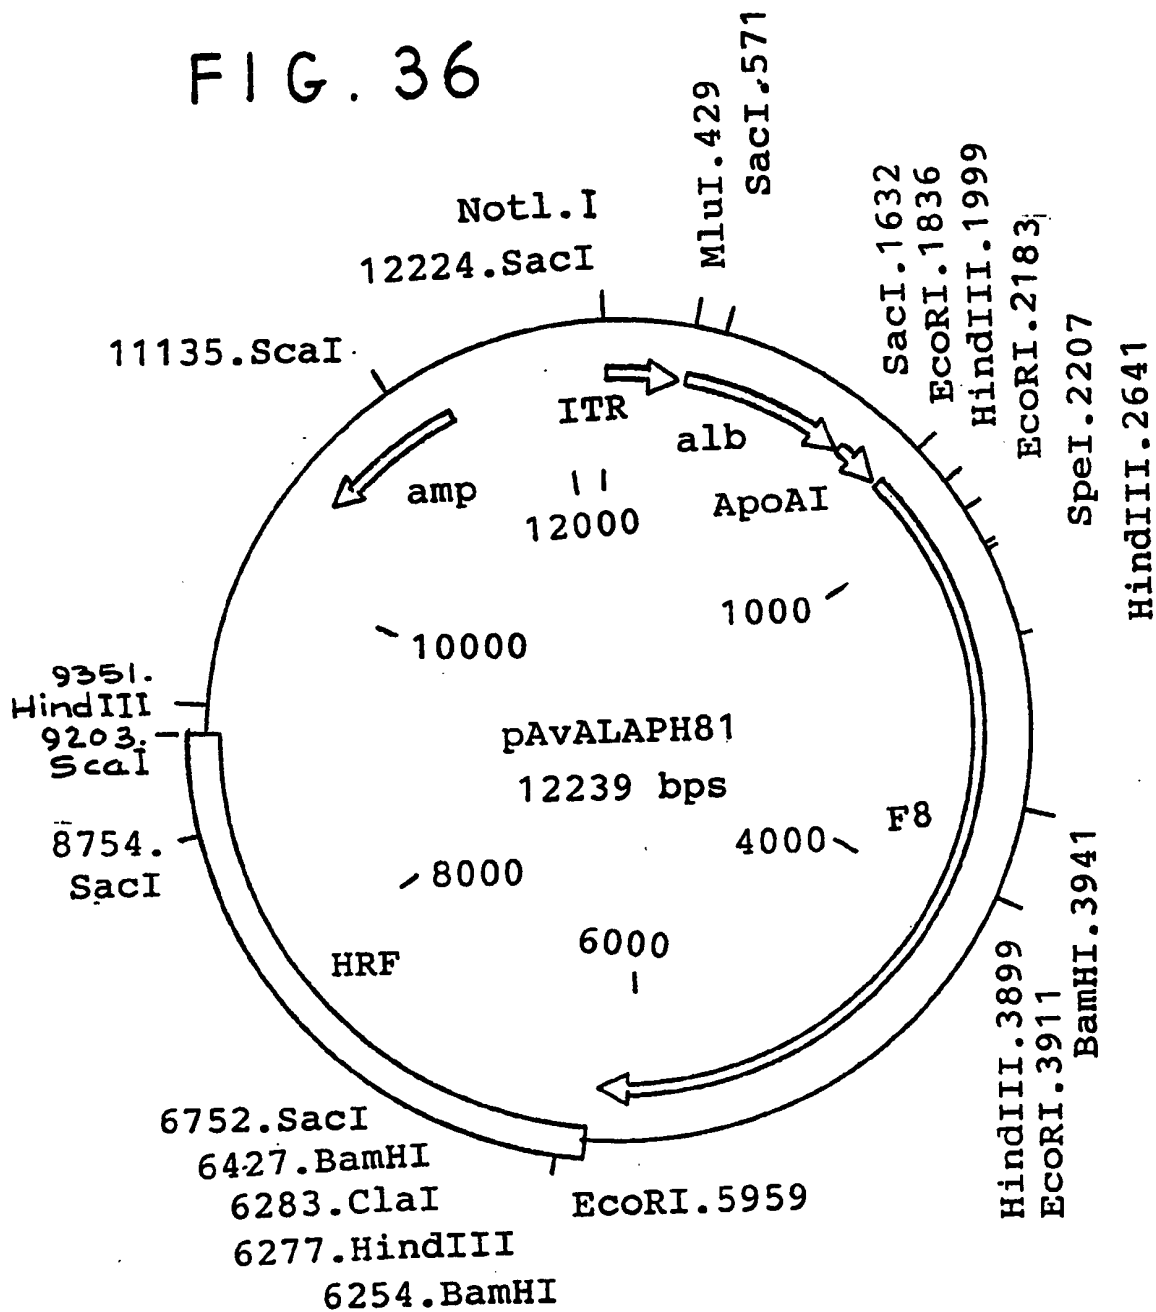 FIG. 36
NotI.I
12224.SacI
11135.ScaI
MluI.429
SacI.571
SacI.1632
EcoRI.1836
HindIII.1999
EcoRI.2183
SpeI.2207
HindIII.2641
ITR
alb
ApoAI
amp
12000
1000
10000
pAvALAPH81
12239 bps
F8
4000
8000
6000
HRF
9351.
HindIII
9203.
ScaI
8754.
SacI
BamHI.3941
HindIII.3899
EcoRI.3911
6752.SacI
6427.BamHI
6283.ClaI
6277.HindIII
6254.BamHI
EcoRI.5959